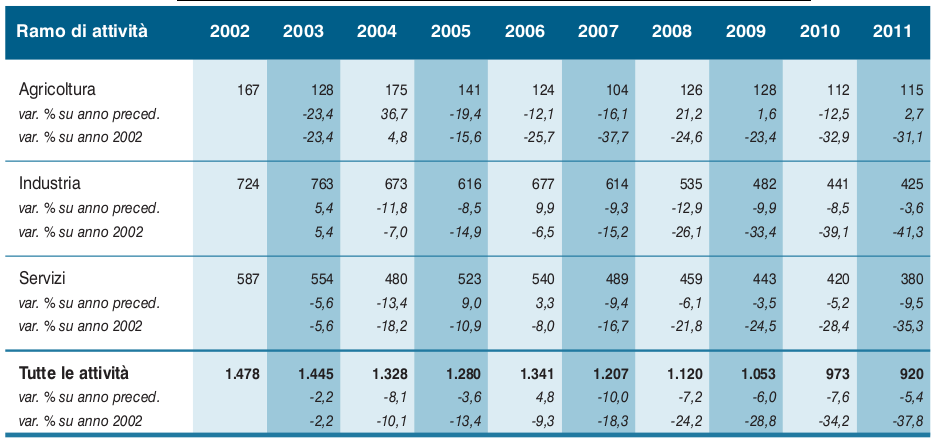 Ramo di attività 2002 2003 2004 2005 2006 2007 2008 2009 2010 2011
Agricoltura 167 128 175 141 124 104 126 128 112 115
var. % su anno preced. -23,4 36,7 -19,4 -12,1 -16,1 21,2 1,6 -12,5 2,7
var. % su anno 2002 -23,4 4,8 -15,6 -25,7 -37,7 -24,6 -23,4 -32,9 -31,1
Industria 724 763 673 616 677 614 535 482 441 425
var. % su anno preced. 5,4 -11,8 -8,5 9,9 -9,3 -12,9 -9,9 -8,5 -3,6
var. % su anno 2002 5,4 -7,0 -14,9 -6,5 -15,2 -26,1 -33,4 -39,1 -41,3
Servizi 587 554 480 523 540 489 459 443 420 380
var. % su anno preced. -5,6 -13,4 9,0 3,3 -9,4 -6,1 -3,5 -5,2 -9,5
var. % su anno 2002 -5,6 -18,2 -10,9 -8,0 -16,7 -21,8 -24,5 -28,4 -35,3
Tutte le attività 1.478 1.445 1.328 1.280 1.341 1.207 1.120 1.053 973 920
var. % su anno preced. -2,2 -8,1 -3,6 4,8 -10,0 -7,2 -6,0 -7,6 -5,4
var. % su anno 2002 -2,2 -10,1 -13,4 -9,3 -18,3 -24,2 -28,8 -34,2 -37,8